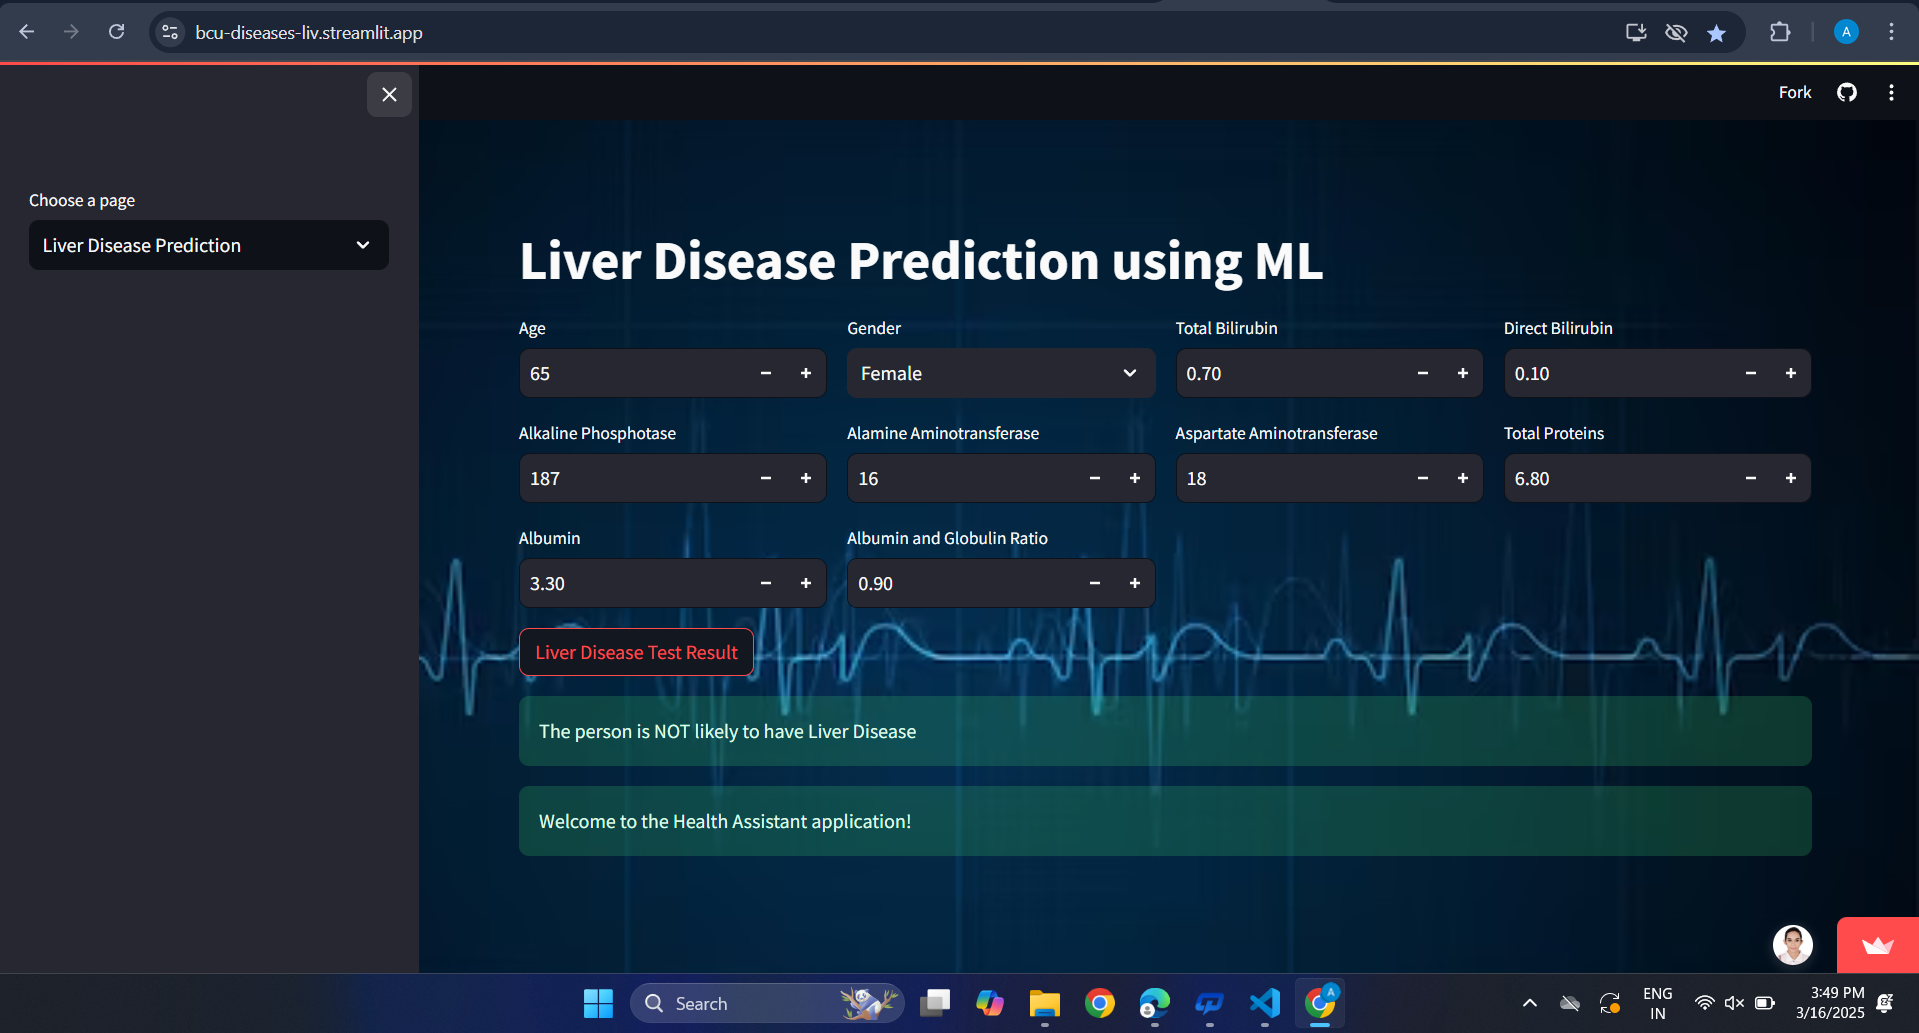 bcu-diseases-liv.streamlit.app
A
Fork
Choose a page
Liver Disease Prediction
Liver Disease Prediction using ML
Age
Gender
Total Bilirubin
Direct Bilirubin
65
Female
0.70
0.10
Alkaline Phosphotase
Alamine Aminotransferase
Aspartate Aminotransferase
Total Proteins
187
16
18
6.80
Albumin
Albumin and Globulin Ratio
3.30
0.90
Liver Disease Test Result
The person is NOT likely to have Liver Disease
Welcome to the Health Assistant application!
Search
A
ENG
IN
3:49 PM
3/16/2025